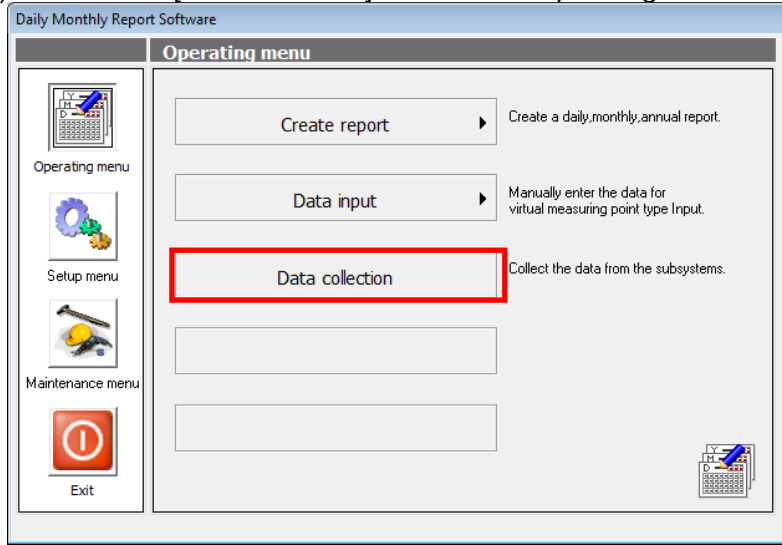 Daily Monthly Report Software
Operating menu
Operating menu
Setup menu
Maintenance menu
Exit
Create report
Create a daily,monthly,annual report.
Data input
Manually enter the data for
virtual measuring point type Input.
Data collection
Collect the data from the subsystems.